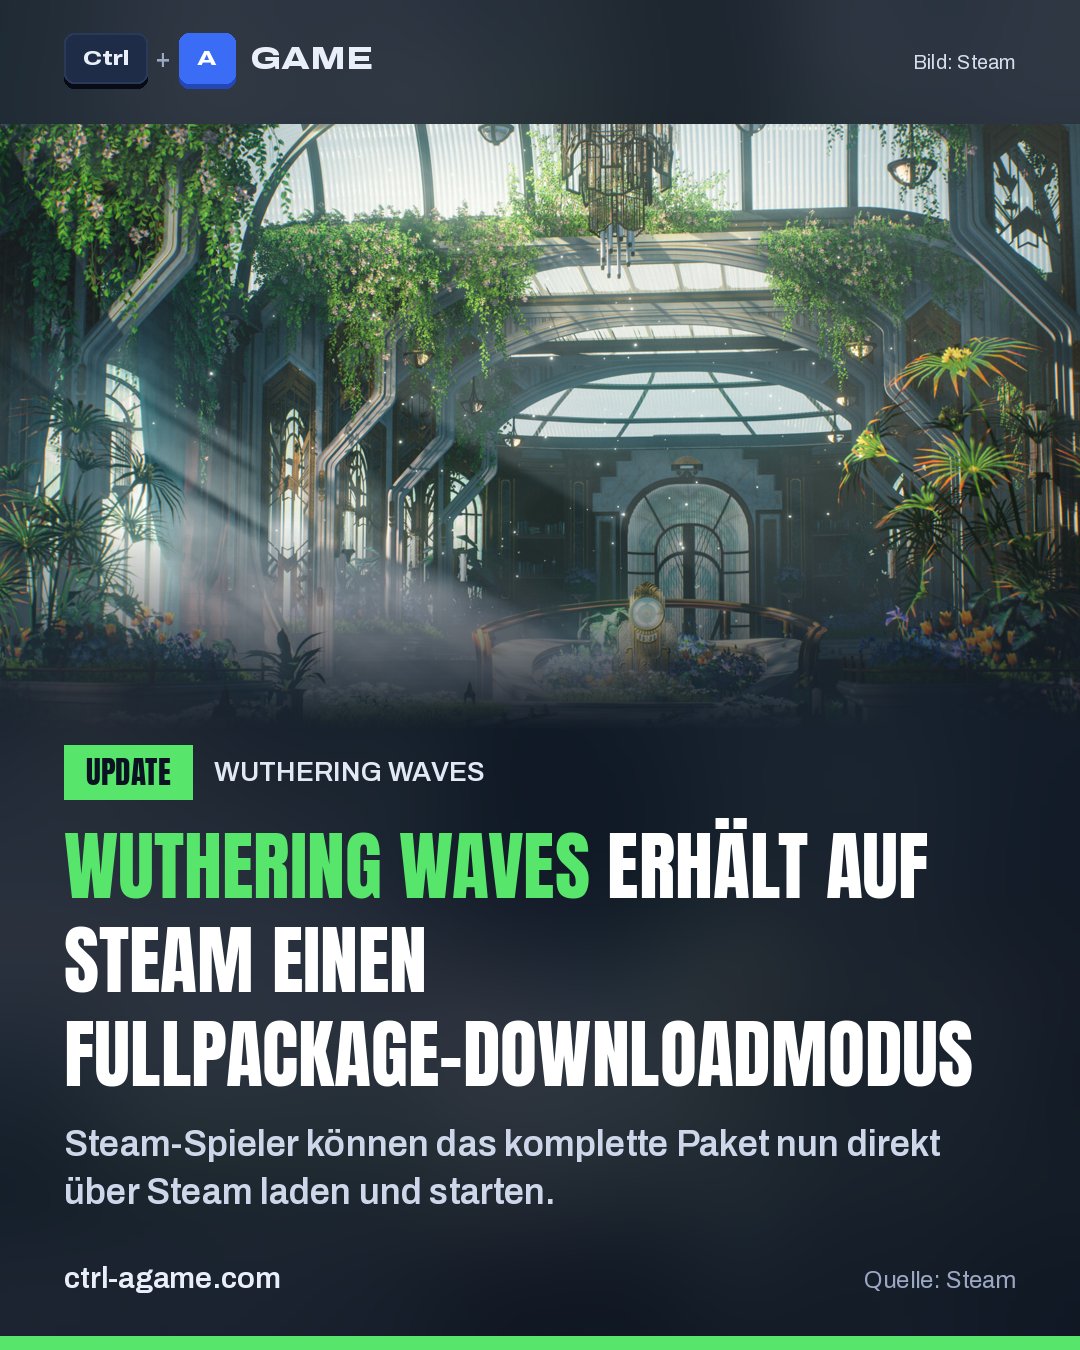 Ctrl + A GAME
Bild: Steam
UPDATE WUTHERING WAVES
WUTHERING WAVES ERHÄLT AUF
STEAM EINEN
FULLPACKAGE-DOWNLOADMODUS
Steam-Spieler können das komplette Paket nun direkt
über Steam laden und starten.
ctrl-agame.com
Quelle: Steam